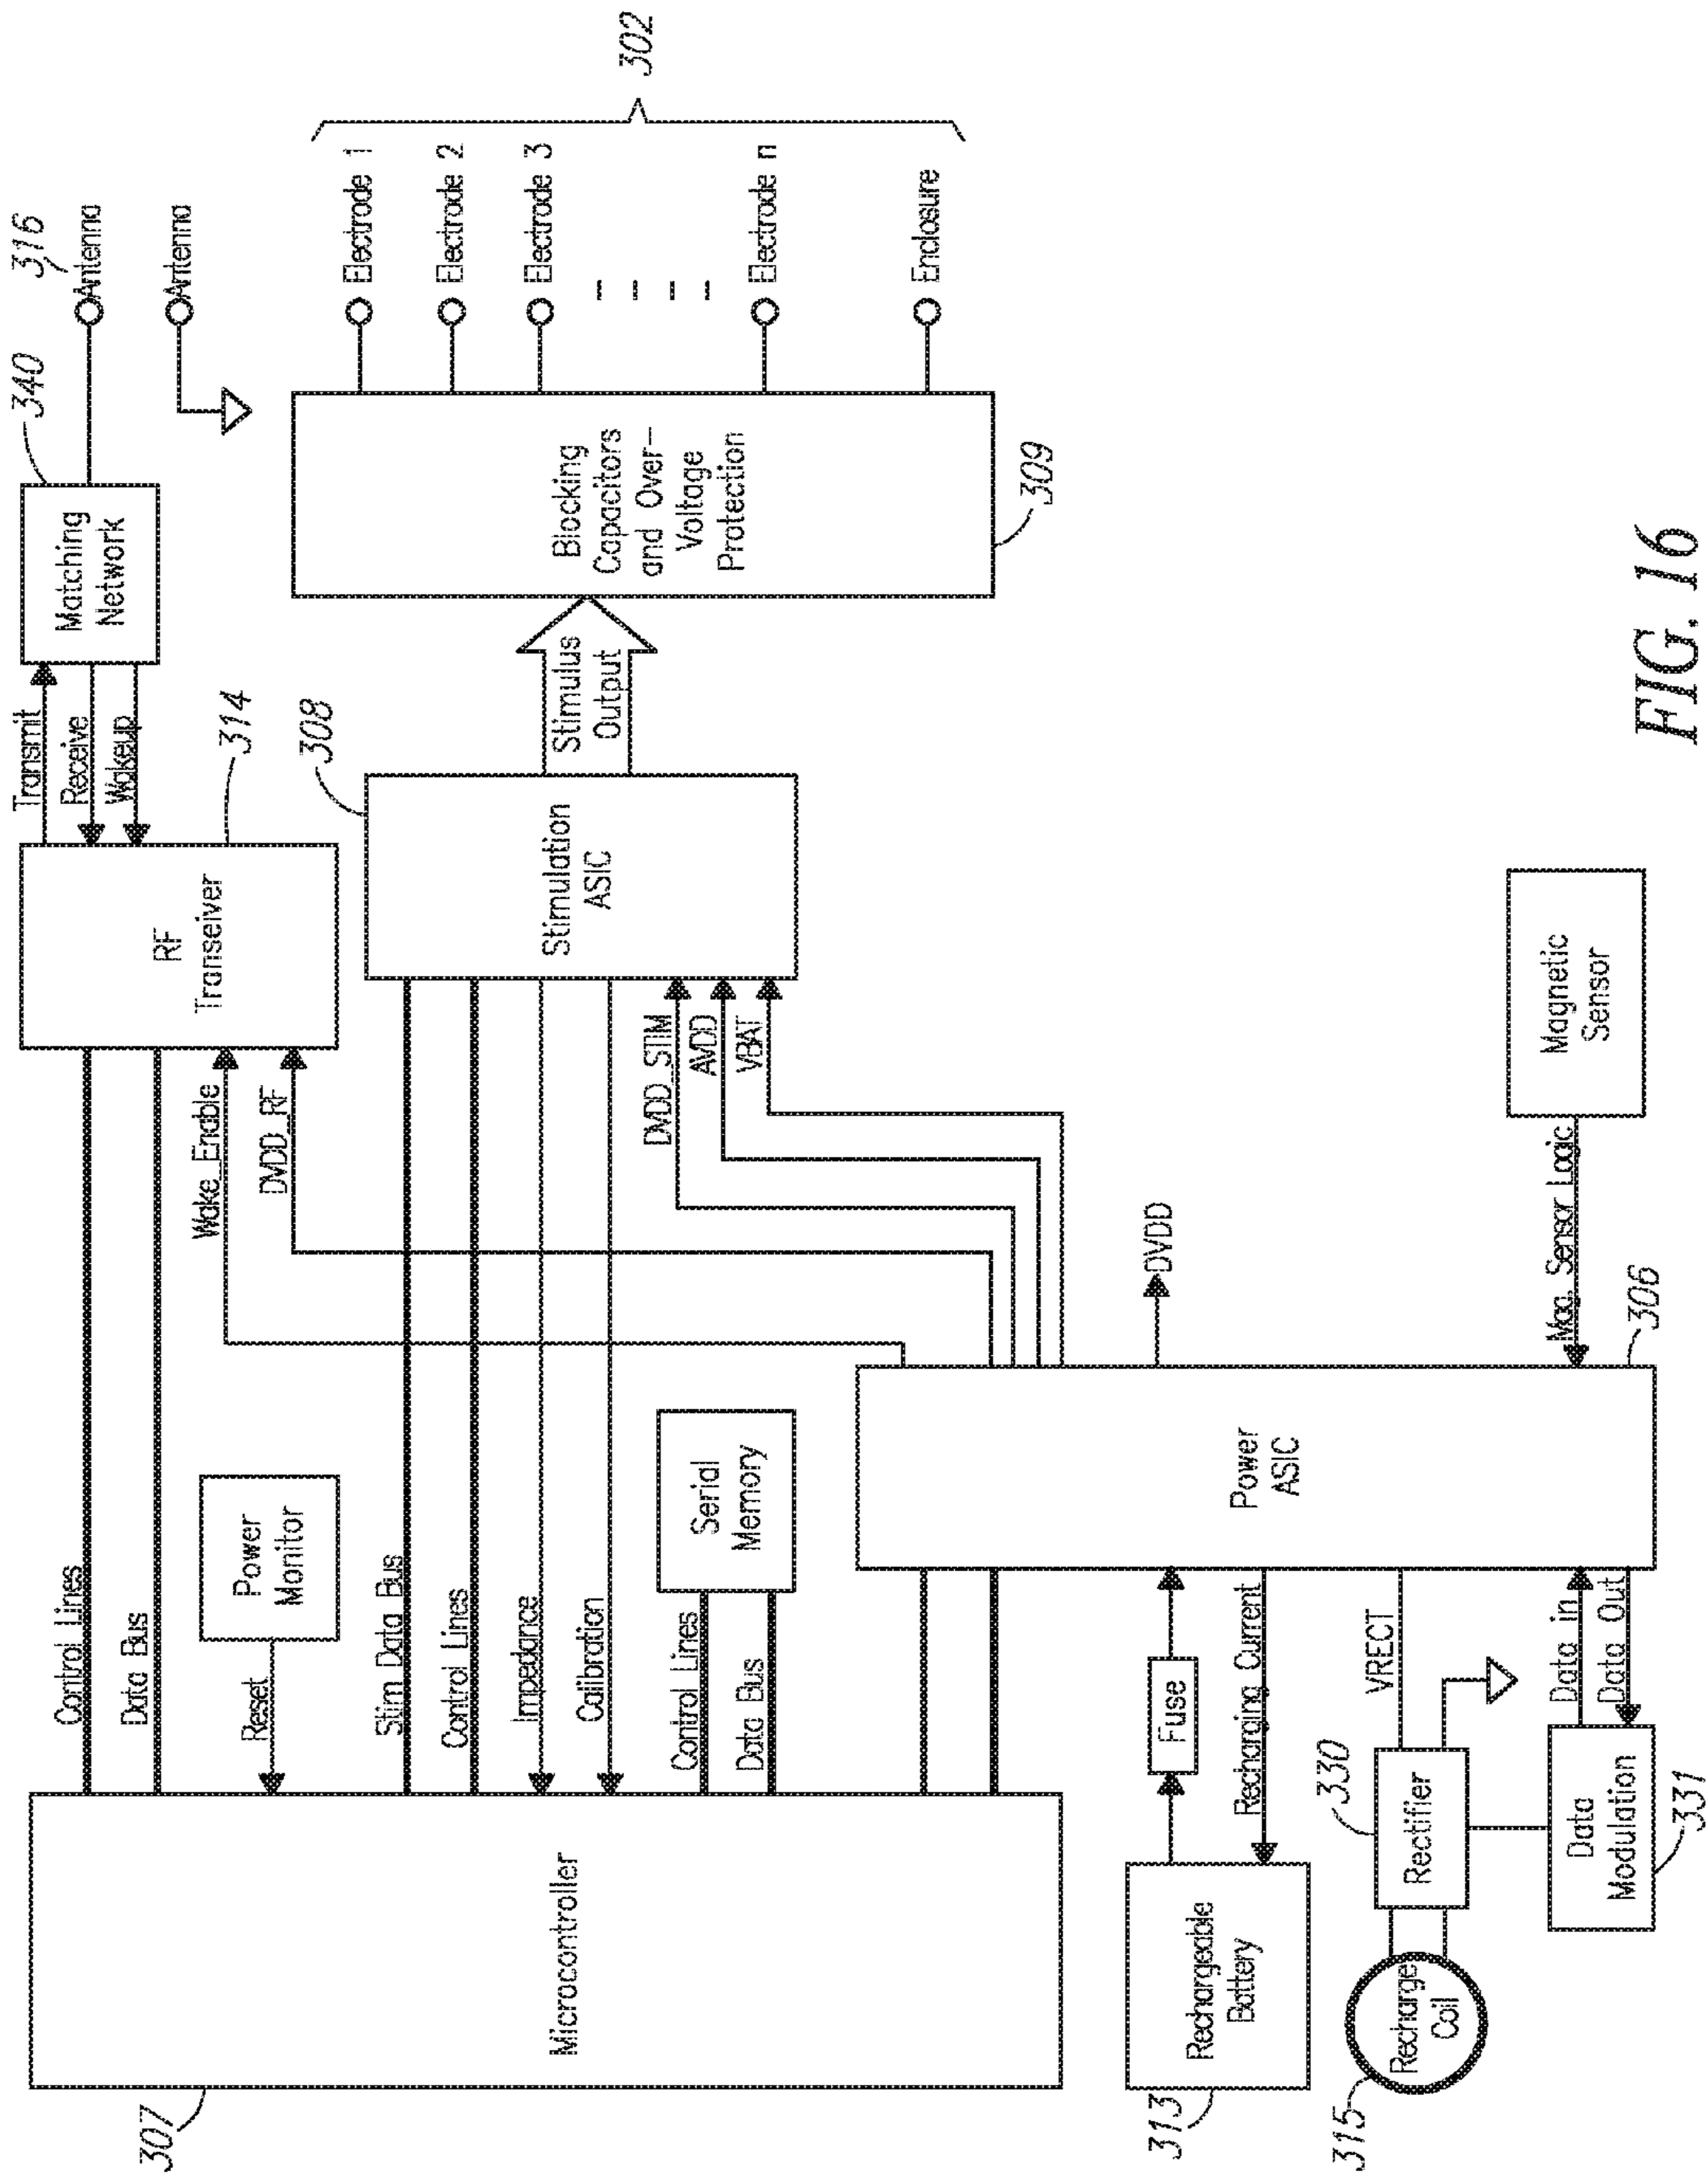 307
Microcontroller
Control Lines
Data Bus
Reset
Power
Monitor
Stim Data Bus
Control Lines
Impedance
Calibration
Control Lines
Data Bus
Serial
Memory
Wake_Enable
DVDD_RF
RF
Transeiver
314
Transmit
Receive
Wakeup
Matching
Network
340
316
Antenna
Antenna
308
Stimulation
ASIC
DVDD_STIM
AVDD
VBAT
Stimulus
Output
Blocking
Capacitors
and Over-
Voltage
Protection
309
Electrode 1
Electrode 2
Electrode 3
Electrode n
Enclosure
302
313
Rechargeable
Battery
Fuse
Recharging Current
315
Recharge
Coil
330
Rectifier
VRECT
Data
Modulation
331
Data in
Data Out
Power
ASIC
306
DVDD
Mag. Sensor Logic
Magnetic
Sensor
FIG. 16